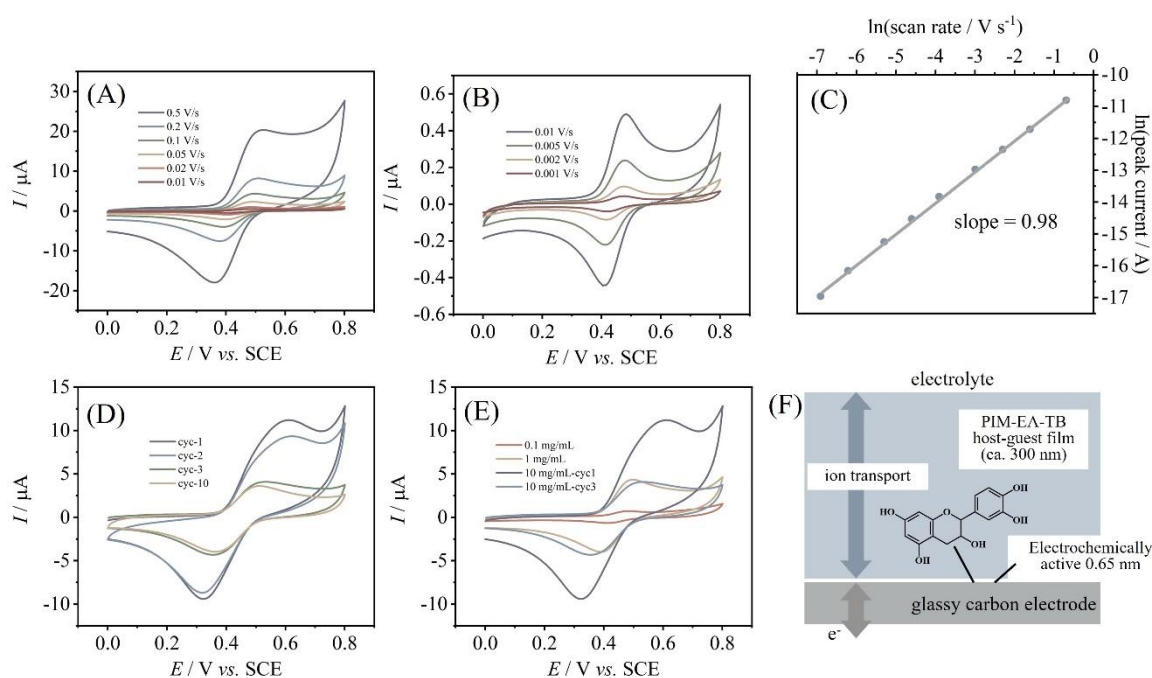 (A)
0.5 V/s
0.2 V/s
0.1 V/s
0.05 V/s
0.02 V/s
0.01 V/s
30
20
10
0
-10
-20
I / μA
0.0 0.2 0.4 0.6 0.8
E / V vs. SCE
(B)
0.01 V/s
0.005 V/s
0.002 V/s
0.001 V/s
0.6
0.4
0.2
0.0
-0.2
-0.4
-0.6
I / μA
0.0 0.2 0.4 0.6 0.8
E / V vs. SCE
ln(scan rate / V s⁻¹)
-7 -6 -5 -4 -3 -2 -1 0
(C)
slope = 0.98
-10
-11
-12
-13
-14
-15
-16
-17
ln(peak current / A)
(D)
cyc-1
cyc-2
cyc-3
cyc-10
15
10
5
0
-5
-10
I / μA
0.0 0.2 0.4 0.6 0.8
E / V vs. SCE
(E)
0.1 mg/mL
1 mg/mL
10 mg/mL-cyc1
10 mg/mL-cyc3
15
10
5
0
-5
-10
I / μA
0.0 0.2 0.4 0.6 0.8
E / V vs. SCE
(F)
electrolyte
PIM-EA-TB
host-guest film
(ca. 300 nm)
ion transport
OH
OH
HO
O
OH
OH
Electrochemically
active 0.65 nm
glassy carbon electrode
e⁻